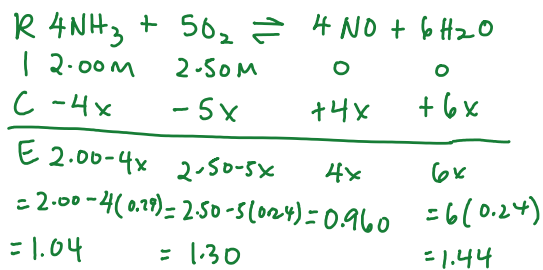 R 4NH₃ + 5O₂ ⇌ 4NO + 6H₂O
I 2.00M 2.50M 0 0
C -4x -5x +4x +6x
E 2.00-4x 2.50-5x 4x 6x
=2.00-4(0.24) =2.50-5(0.24) =0.960 =6(0.24)
=1.04 =1.30 =1.44